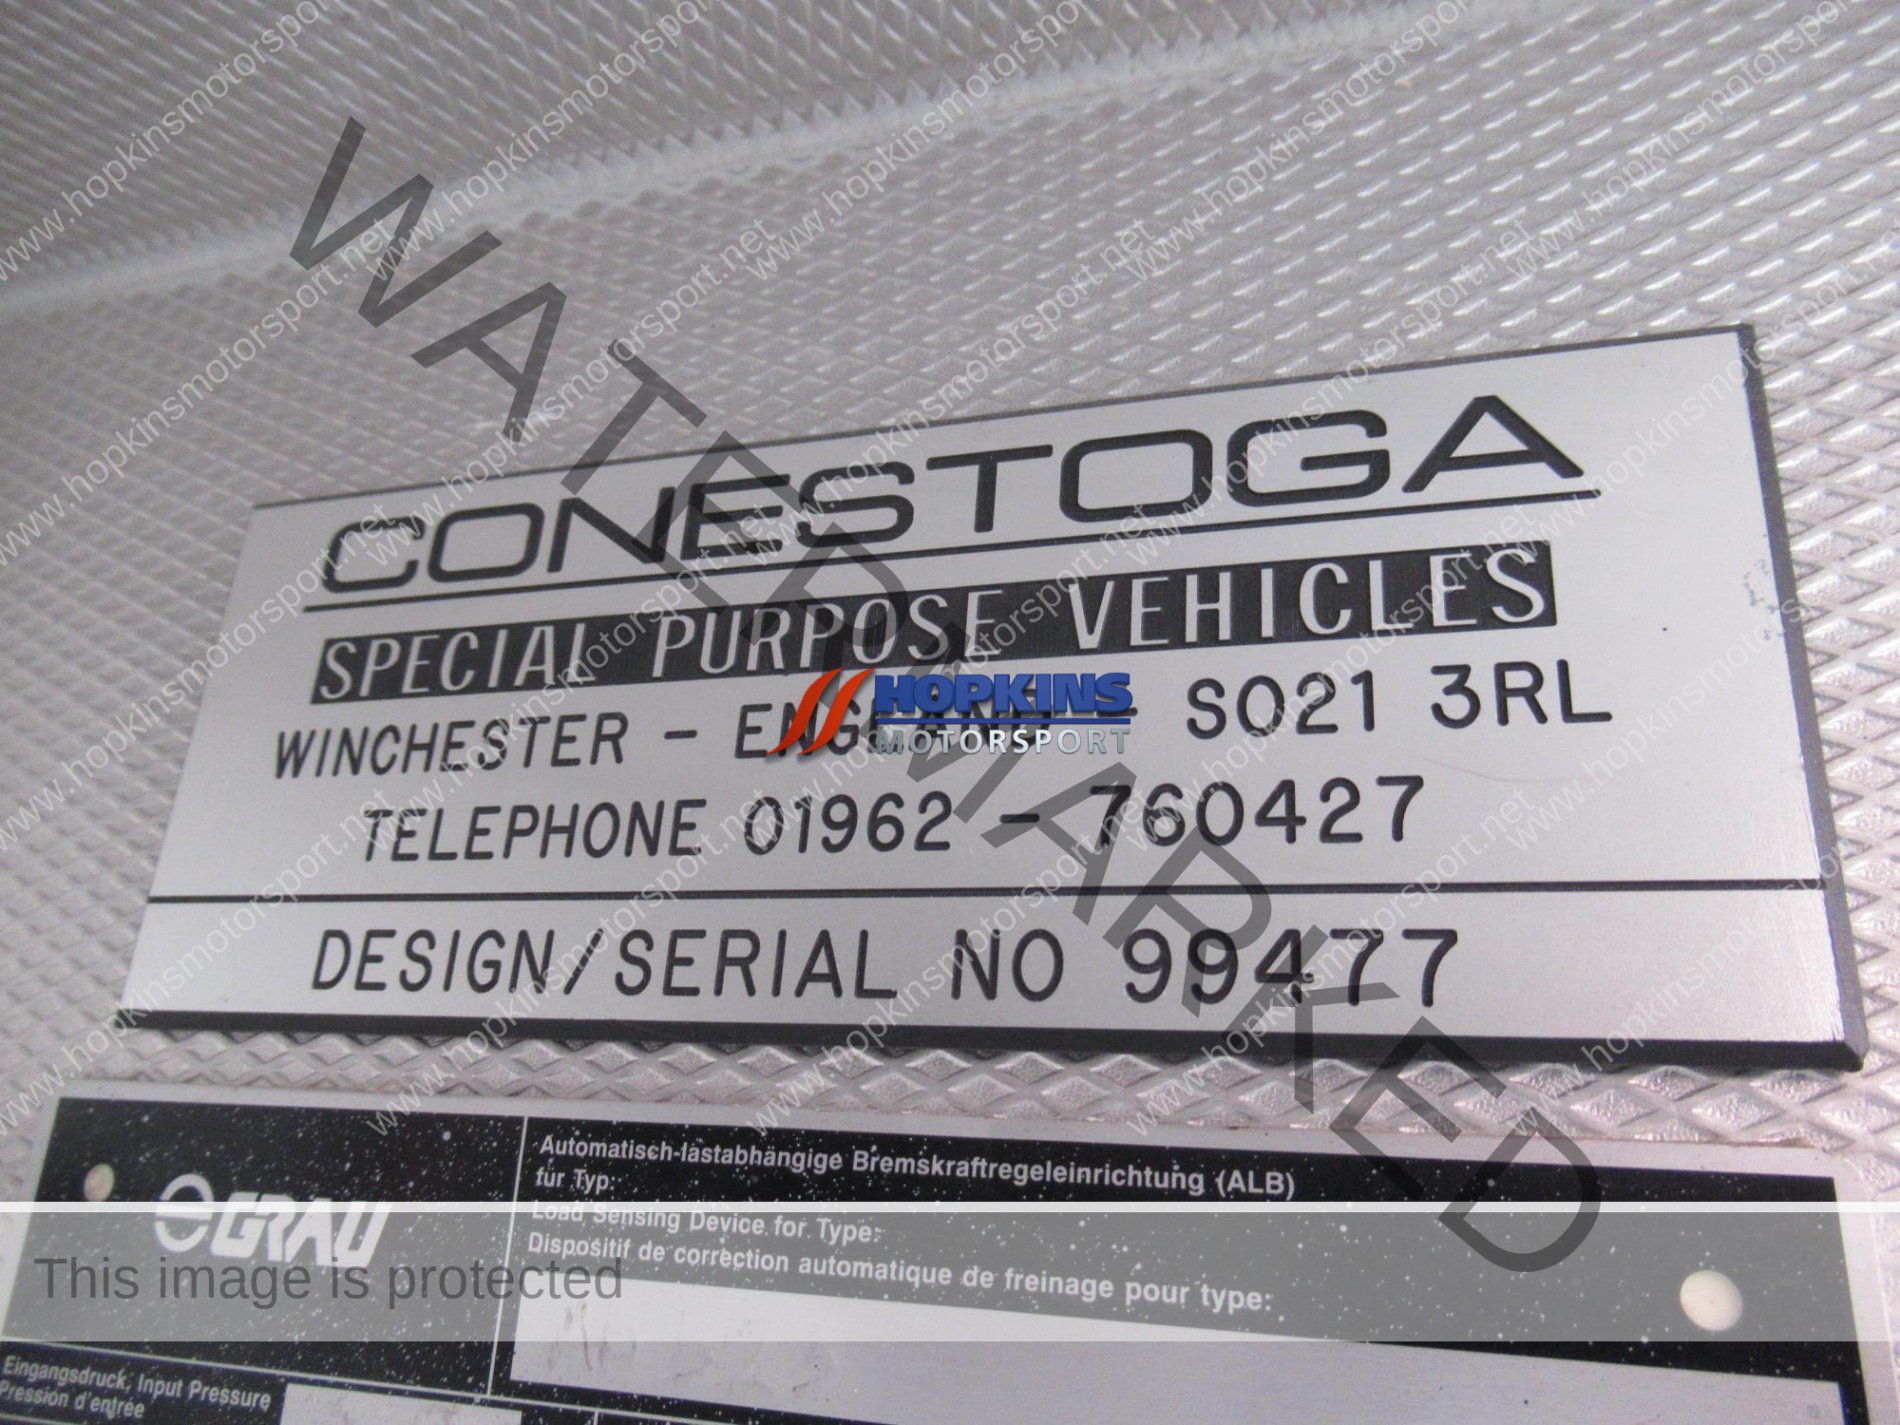 CONESTOGA
SPECIAL PURPOSE VEHICLES
WINCHESTER - ENGLAND - SO21 3RL
TELEPHONE 01962 - 760427
DESIGN/SERIAL NO 99477
HOPKINS
MOTORSPORT
WATERMARKED
www.hopkinsmotorsport.net
GRAU
Automatisch-lastabhängige Bremskraftregeleinrichtung (ALB)
für Typ:
Load Sensing Device for Type:
Dispositif de correction automatique de freinage pour type:
This image is protected
Eingangsdruck, Input Pressure
Pression d'entrée